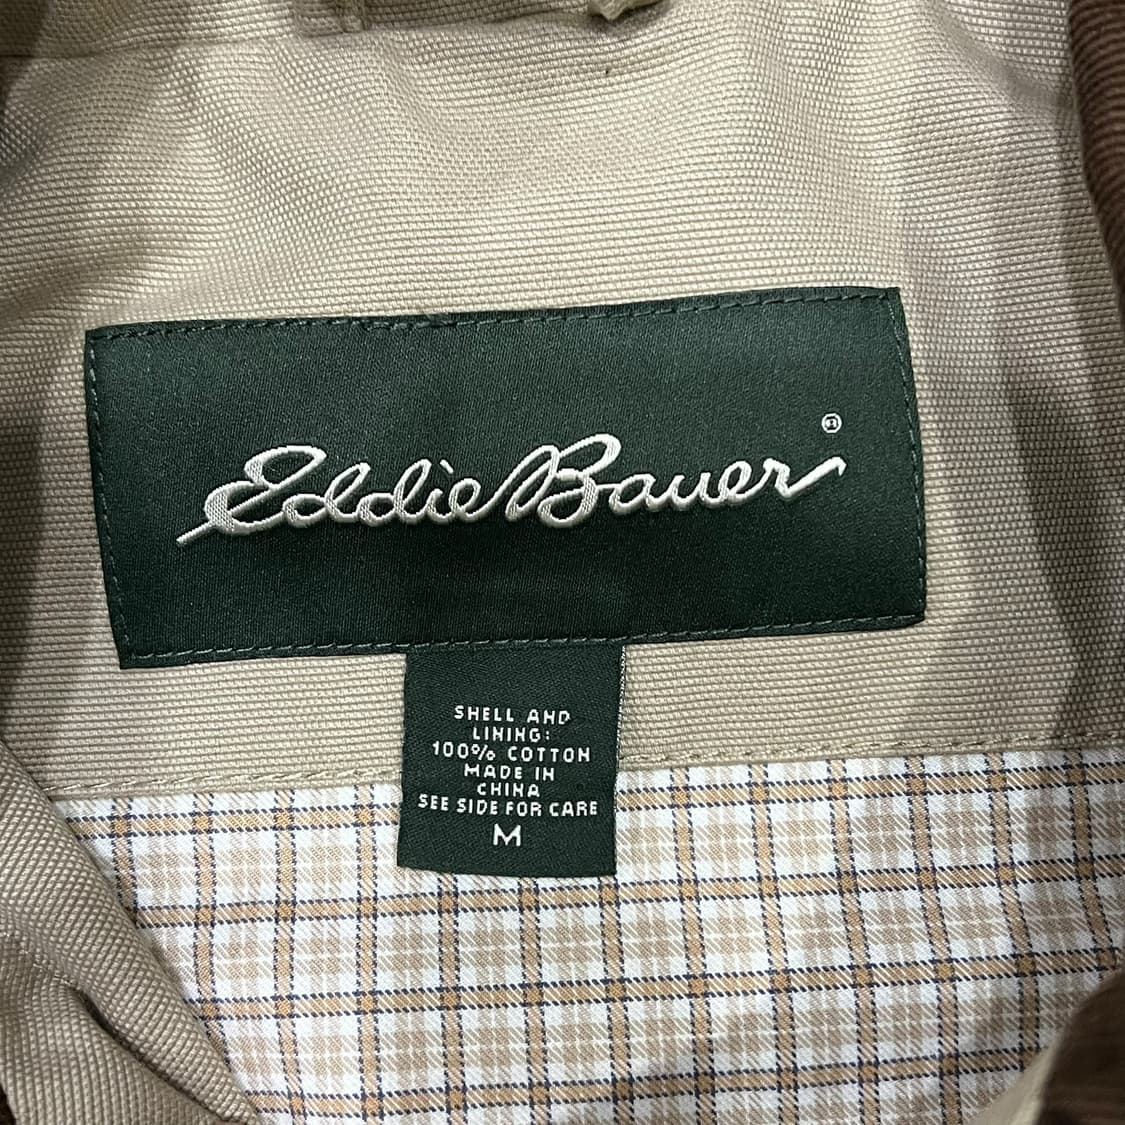 Eddie Bauer ®
SHELL AND
LINING:
100% COTTON
MADE IN
CHINA
SEE SIDE FOR CARE
M